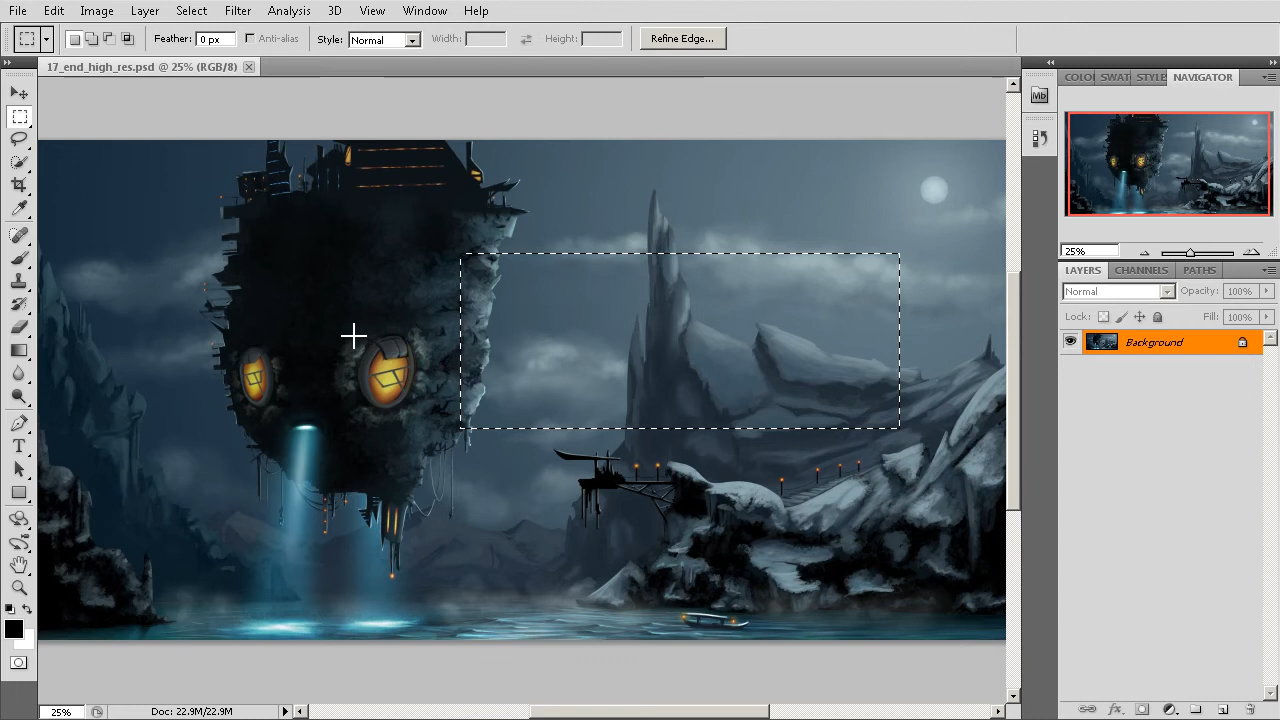 File Edit Image Layer Select Filter Analysis 3D View Window Help
Feather: 0 px Anti-alias Style: Normal Width: Height: Refine Edge...
17_end_high_res.psd @ 25% (RGB/8)
COLO SWAT STYLE NAVIGATOR
Mb
25%
LAYERS CHANNELS PATHS
Normal Opacity: 100%
Lock: Fill: 100%
Background
T
25% Doc: 22.9M/22.9M